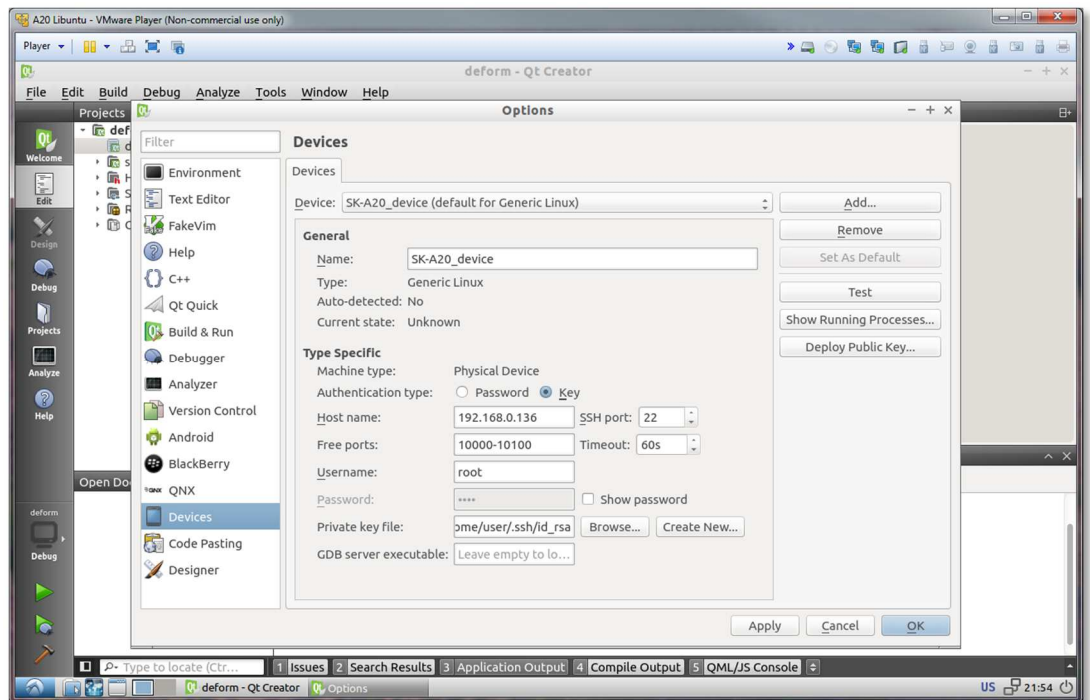 A20 Libuntu - VMware Player (Non-commercial use only)
Player
deform - Qt Creator
File Edit Build Debug Analyze Tools Window Help
Projects
Options
def
Welcome
Edit
Design
Debug
Projects
Analyze
Help
Filter
Environment
Text Editor
FakeVim
Help
C++
Qt Quick
Build & Run
Debugger
Analyzer
Version Control
Android
BlackBerry
QNX
Devices
Code Pasting
Designer
Devices
Devices
Device: SK-A20_device (default for Generic Linux)
General
Name: SK-A20_device
Type: Generic Linux
Auto-detected: No
Current state: Unknown
Type Specific
Machine type: Physical Device
Authentication type: Password Key
Host name: 192.168.0.136 SSH port: 22
Free ports: 10000-10100 Timeout: 60s
Username: root
Password: •••• Show password
Private key file: ome/user/.ssh/id_rsa Browse... Create New...
GDB server executable: Leave empty to lo...
Add...
Remove
Set As Default
Test
Show Running Processes...
Deploy Public Key...
Apply Cancel OK
Open Do
deform
Debug
Type to locate (Ctr...
1 Issues 2 Search Results 3 Application Output 4 Compile Output 5 QML/JS Console
deform - Qt Creator Options US 21:54